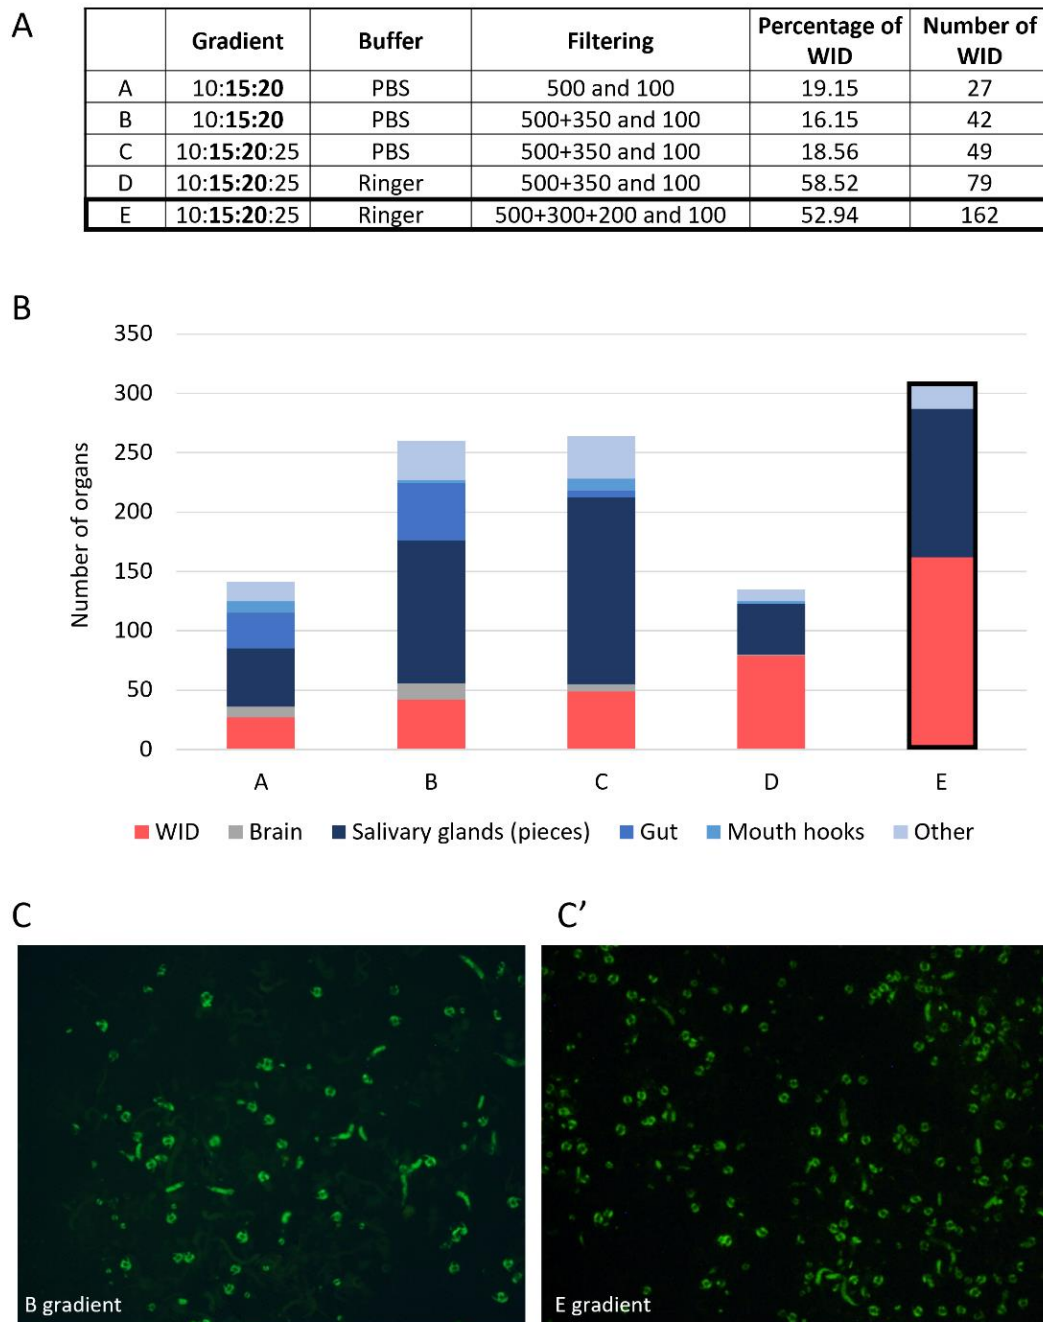 A
Gradient Buffer Filtering Percentage of WID Number of WID
A 10:15:20 PBS 500 and 100 19.15 27
B 10:15:20 PBS 500+350 and 100 16.15 42
C 10:15:20:25 PBS 500+350 and 100 18.56 49
D 10:15:20:25 Ringer 500+350 and 100 58.52 79
E 10:15:20:25 Ringer 500+300+200 and 100 52.94 162
B
Number of organs
350
300
250
200
150
100
50
0
A B C D E
WID Brain Salivary glands (pieces) Gut Mouth hooks Other
C C’
B gradient E gradient